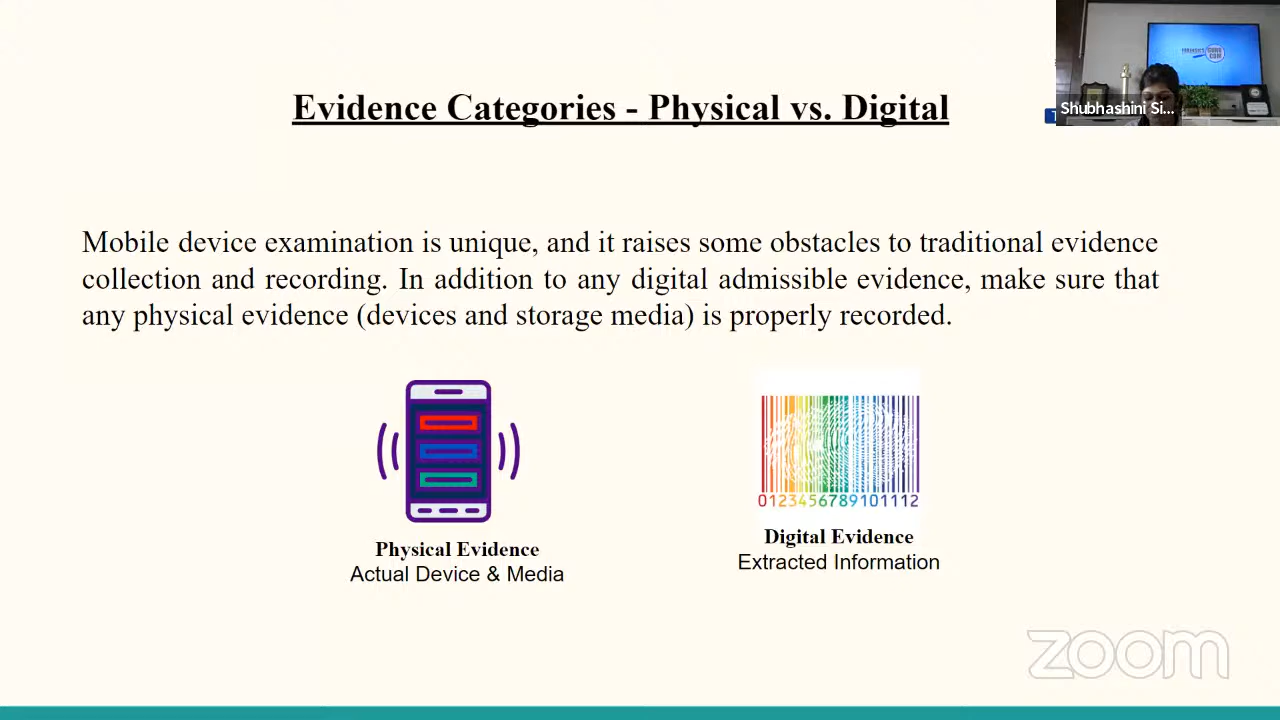 Evidence Categories - Physical vs. Digital
Shubhashini Si...
Mobile device examination is unique, and it raises some obstacles to traditional evidence
collection and recording. In addition to any digital admissible evidence, make sure that
any physical evidence (devices and storage media) is properly recorded.
0123456789101112
Physical Evidence
Actual Device & Media
Digital Evidence
Extracted Information
zoom